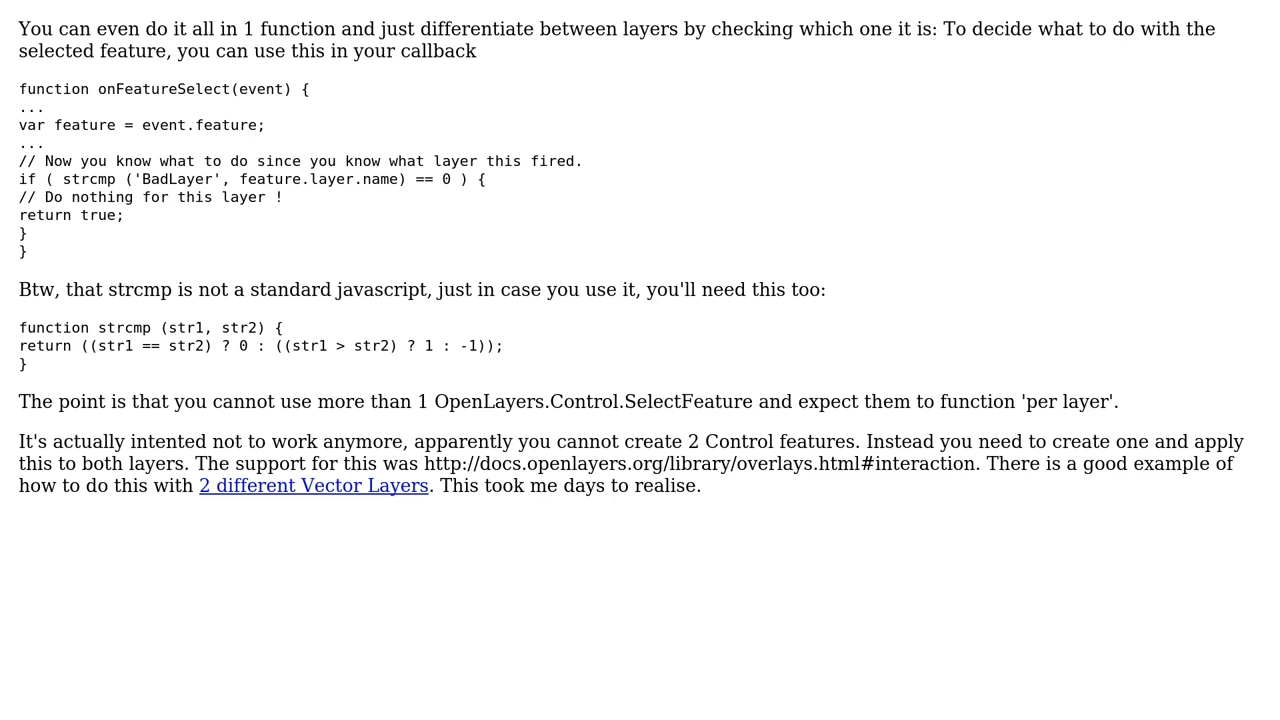 You can even do it all in 1 function and just differentiate between layers by checking which one it is: To decide what to do with the
selected feature, you can use this in your callback
function onFeatureSelect(event) {
...
var feature = event.feature;
...
// Now you know what to do since you know what layer this fired.
if ( strcmp ('BadLayer', feature.layer.name) == 0 ) {
// Do nothing for this layer !
return true;
}
}
Btw, that strcmp is not a standard javascript, just in case you use it, you'll need this too:
function strcmp (str1, str2) {
return ((str1 == str2) ? 0 : ((str1 > str2) ? 1 : -1));
}
The point is that you cannot use more than 1 OpenLayers.Control.SelectFeature and expect them to function 'per layer'.
It's actually intented not to work anymore, apparently you cannot create 2 Control features. Instead you need to create one and apply
this to both layers. The support for this was http://docs.openlayers.org/library/overlays.html#interaction. There is a good example of
how to do this with 2 different Vector Layers. This took me days to realise.